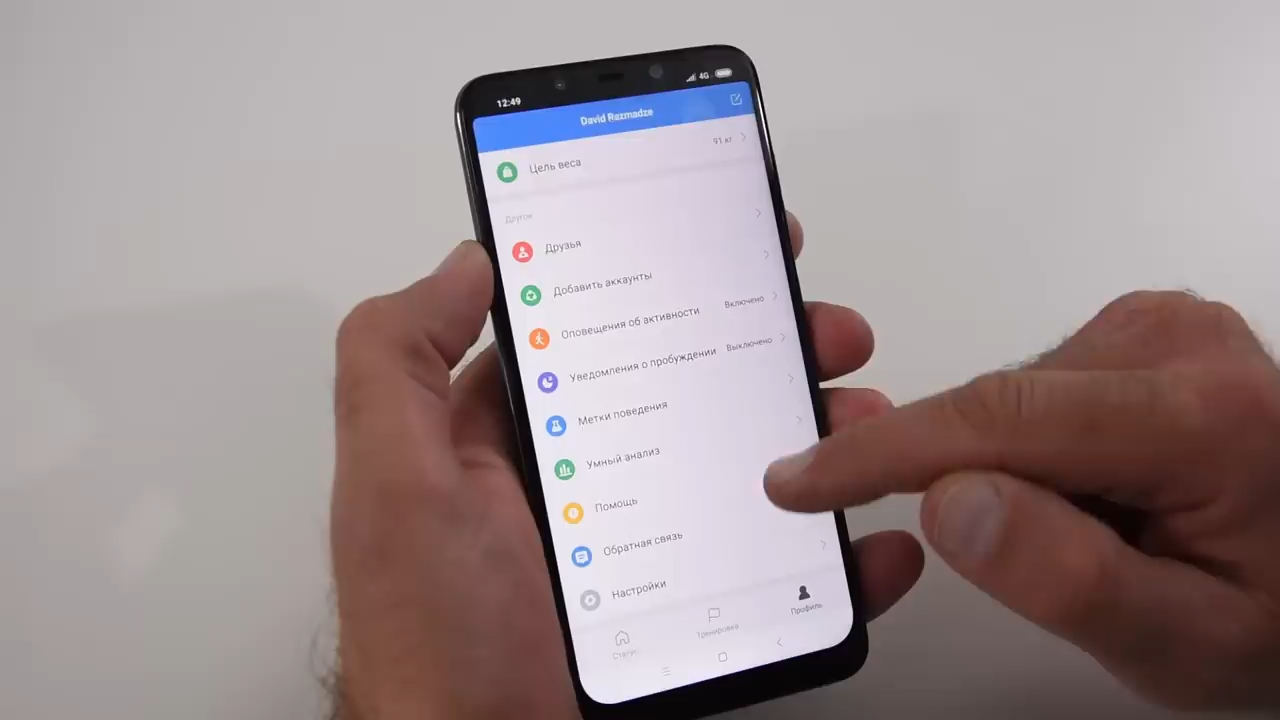 12:49 4G
David Razmadze
Цель веса 91 кг
Другое
Друзья
Добавить аккаунты
Оповещения об активности Включено
Уведомления о пробуждении Выключено
Метки поведения
Умный анализ
Помощь
Обратная связь
Настройки
Тренировка Профиль